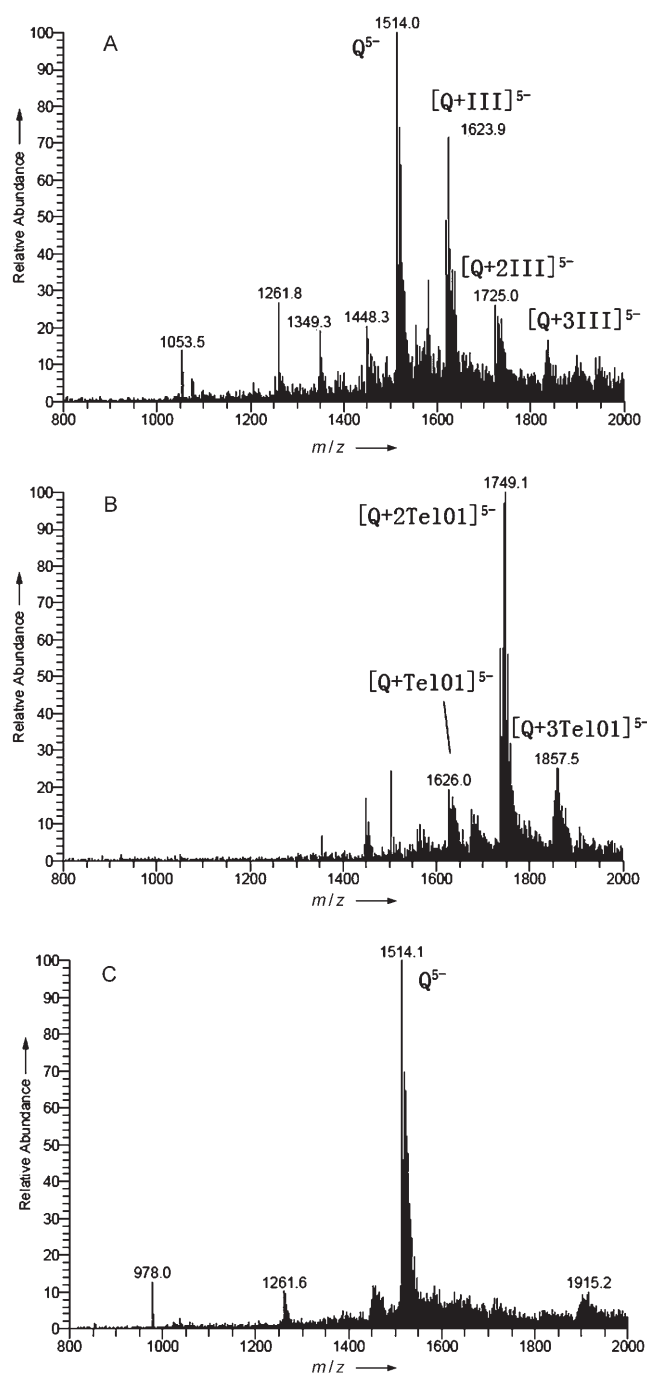 A
1514.0
Q5−
[Q+III]5−
1623.9
[Q+2III]5−
1725.0
[Q+3III]5−
1053.5
1261.8
1349.3
1448.3
Relative Abundance
100
90
80
70
60
50
40
30
20
10
0
800 1000 1200 1400 1600 1800 2000
m / z
B
1749.1
[Q+2Tel01]5−
[Q+Tel01]5−
1626.0
[Q+3Tel01]5−
1857.5
Relative Abundance
100
90
80
70
60
50
40
30
20
10
0
800 1000 1200 1400 1600 1800 2000
m / z
C
1514.1
Q5−
978.0
1261.6
1915.2
Relative Abundance
100
90
80
70
60
50
40
30
20
10
0
800 1000 1200 1400 1600 1800 2000
m / z